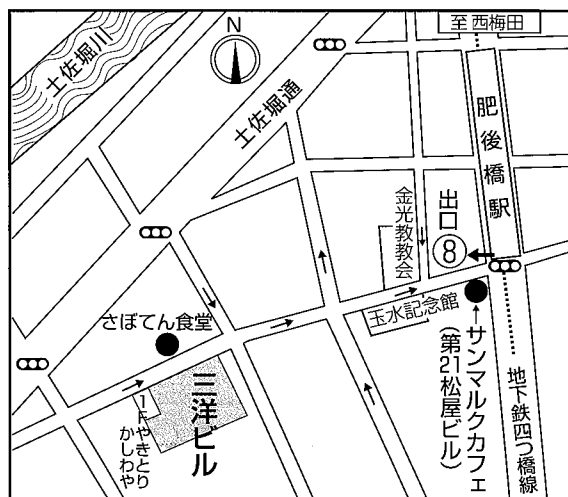 至 西梅田
N
土佐堀川
土佐堀通
肥後橋駅
出口
8
金光教教会
玉水記念館
さぼてん食堂
サンマルクカフェ
(第21松屋ビル)
三洋ビル
1Fやきとり
かしわや
地下鉄四つ橋線